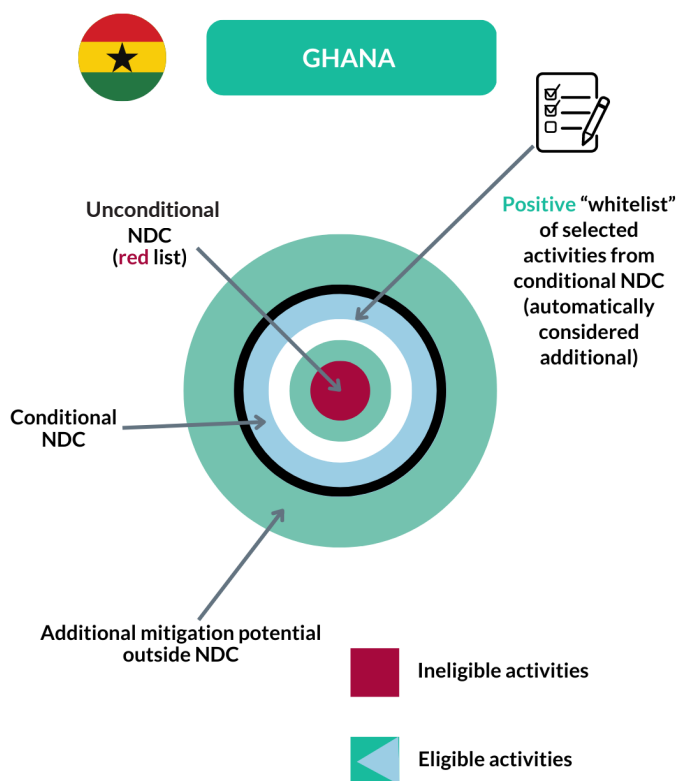 GHANA
Unconditional
NDC
(red list)
Positive “whitelist”
of selected
activities from
conditional NDC
(automatically
considered
additional)
Conditional
NDC
Additional mitigation potential
outside NDC
Ineligible activities
Eligible activities